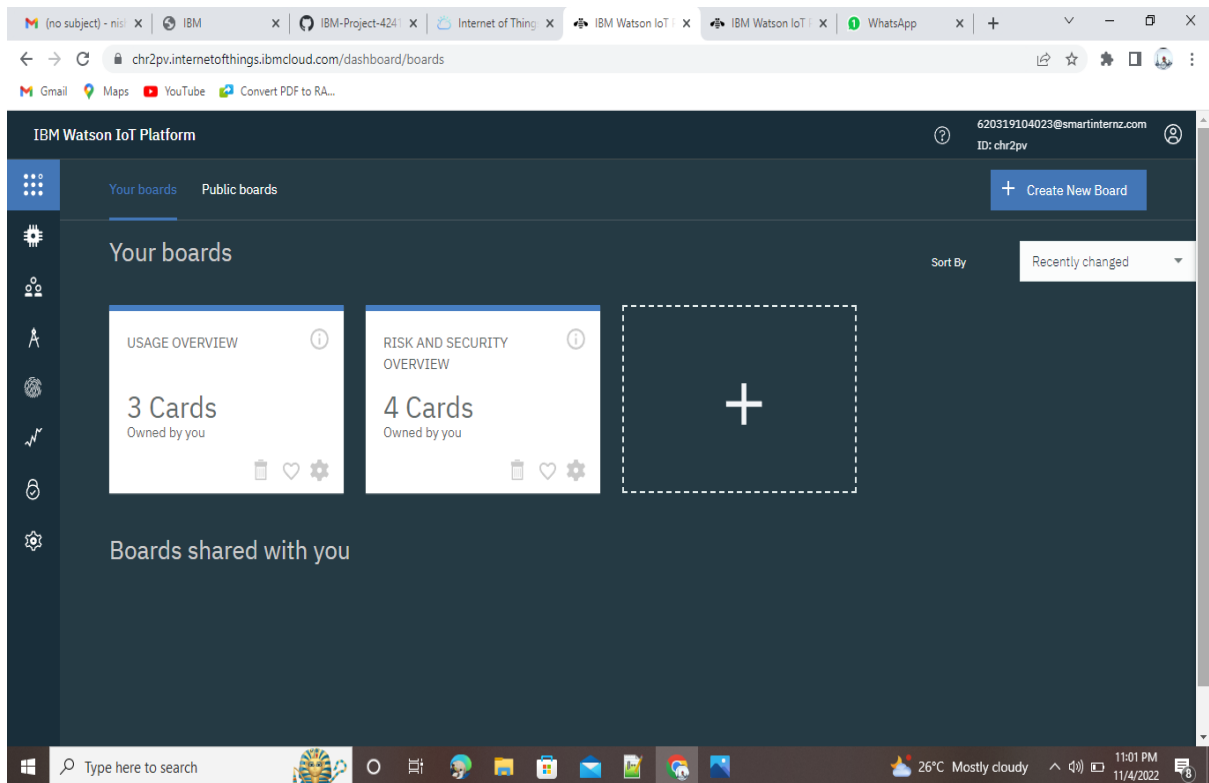 (no subject) - nis
IBM
IBM-Project-4241
Internet of Thing
IBM Watson IoT P
IBM Watson IoT P
WhatsApp
chr2pv.internetofthings.ibmcloud.com/dashboard/boards
Gmail
Maps
YouTube
Convert PDF to RA...
IBM Watson IoT Platform
620319104023@smartinternz.com
ID: chr2pv
Your boards
Public boards
+ Create New Board
Your boards
Sort By
Recently changed
USAGE OVERVIEW
3 Cards
Owned by you
RISK AND SECURITY
OVERVIEW
4 Cards
Owned by you
Boards shared with you
Type here to search
26°C Mostly cloudy
11:01 PM
11/4/2022
8